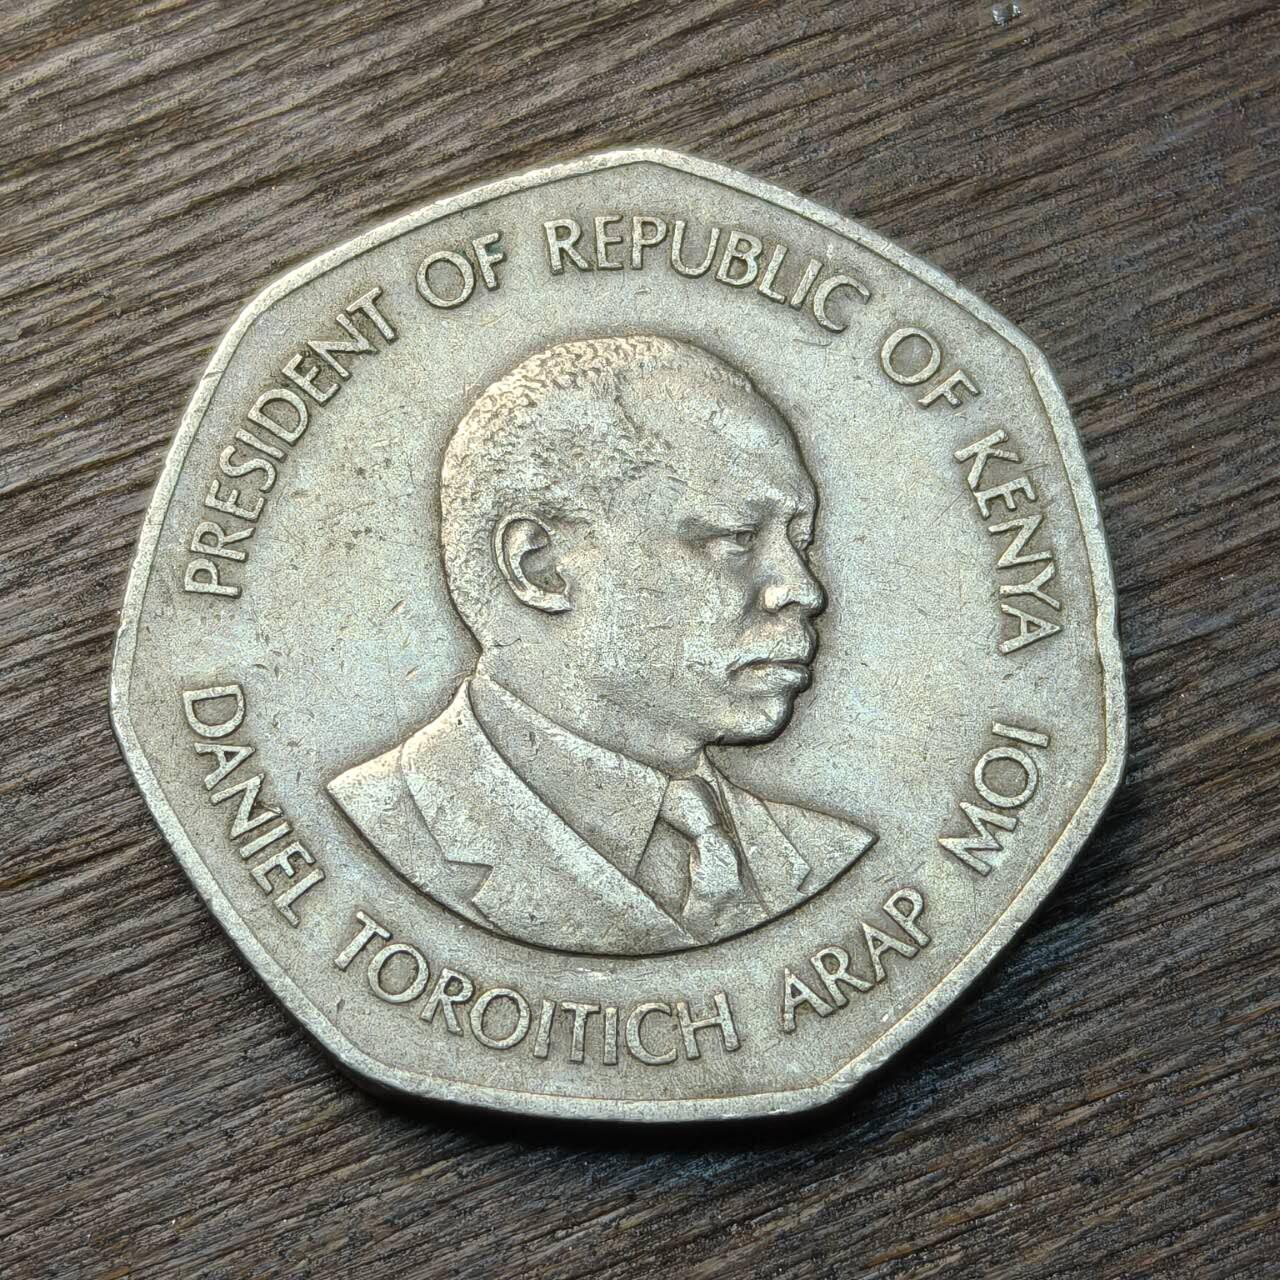 PRESIDENT OF REPUBLIC OF KENYA
DANIEL TOROITICH ARAP MOI